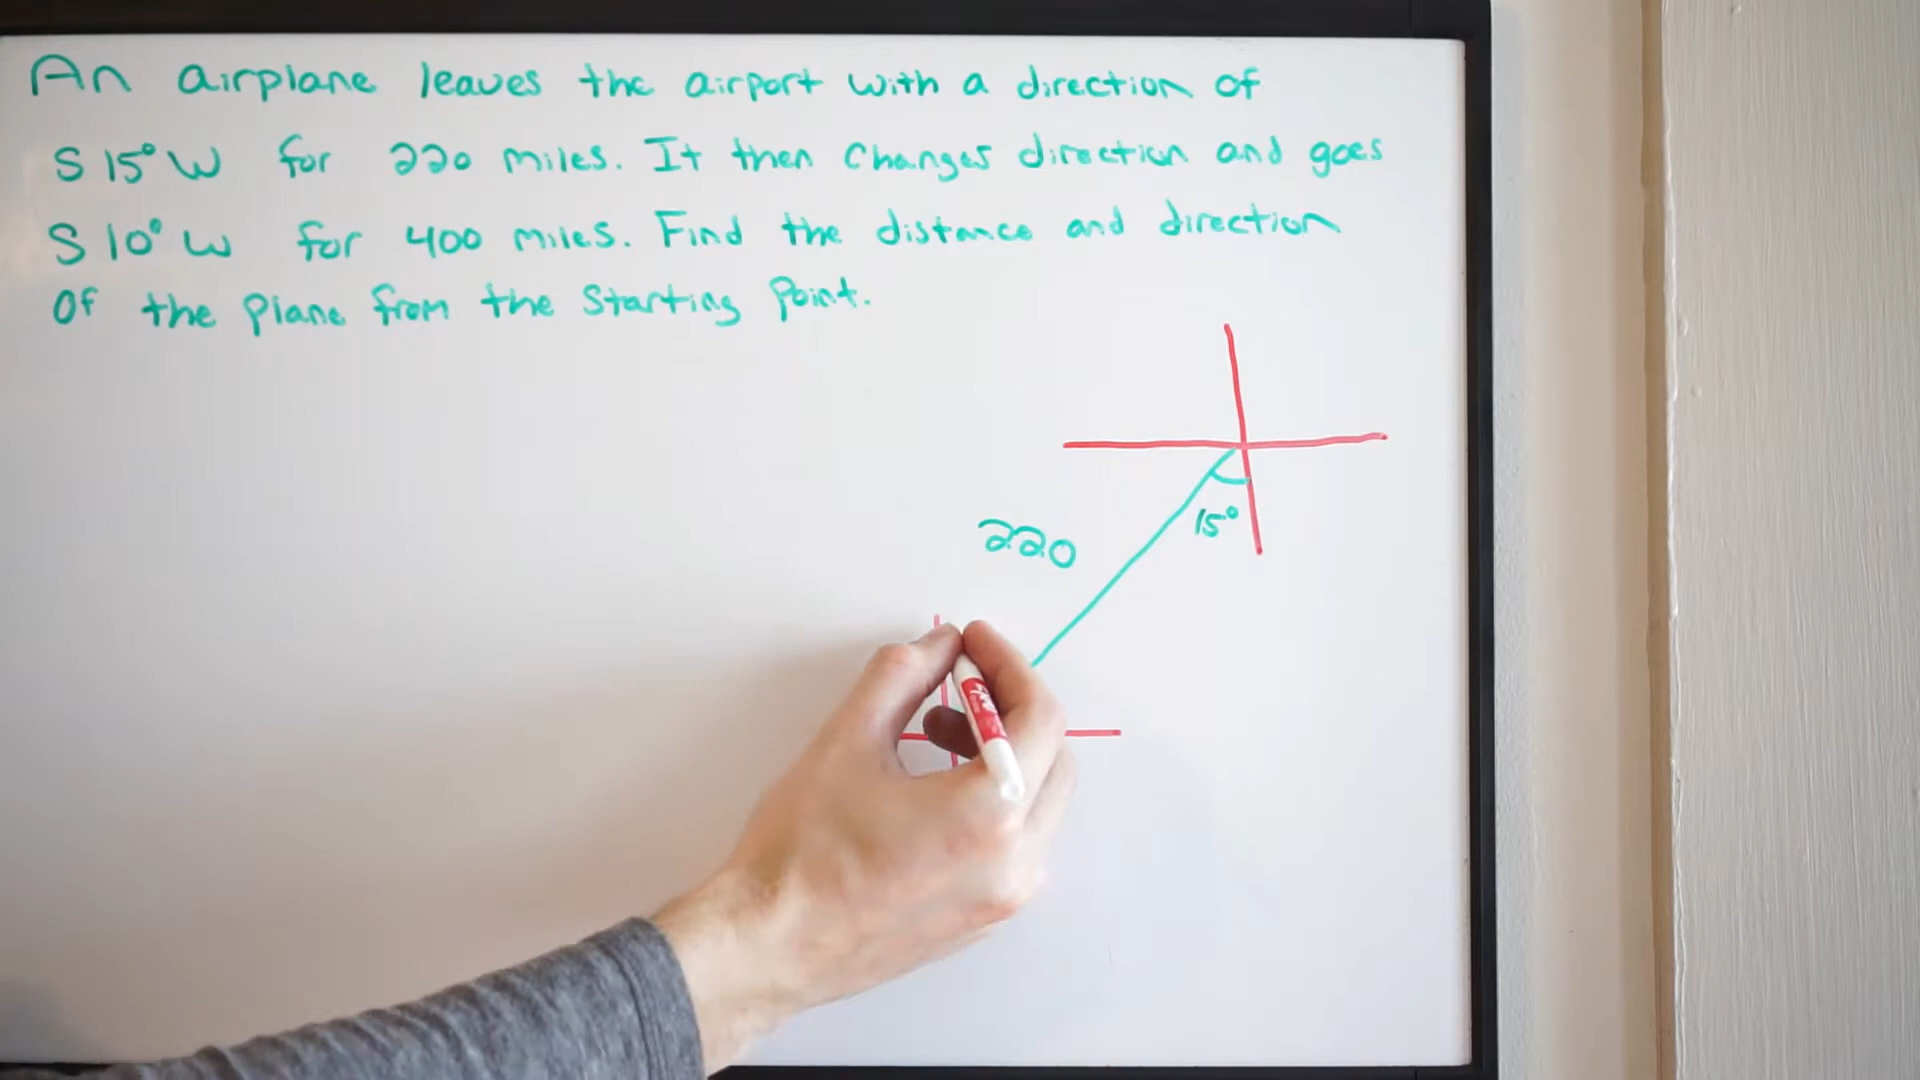 An airplane leaves the airport with a direction of
S 15° W for 220 miles. It then changes direction and goes
S 10° W for 400 miles. Find the distance and direction
Of the plane from the starting point.
15°
220